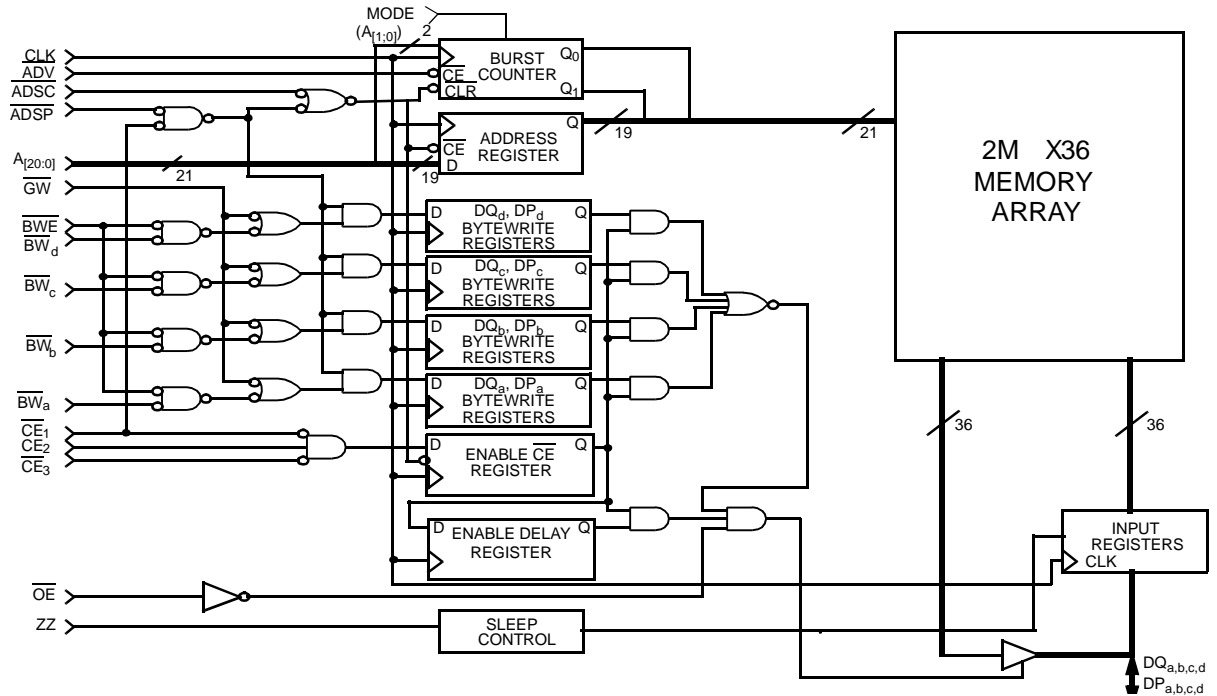 MODE
(A[1;0]) 2
CLK
ADV
ADSC
ADSP
BURST
COUNTER
CE
CLR
Q0
Q1
ADDRESS
REGISTER
CE
D
Q
19
21
A[20:0]
21
19
GW
BWE
BWd
BWc
BWb
BWa
CE1
CE2
CE3
D DQd, DPd Q
BYTEWRITE
REGISTERS
D DQc, DPc Q
BYTEWRITE
REGISTERS
D DQb, DPb Q
BYTEWRITE
REGISTERS
D DQa, DPa Q
BYTEWRITE
REGISTERS
D ENABLE CE Q
REGISTER
D ENABLE DELAY Q
REGISTER
2M X36
MEMORY
ARRAY
36
36
INPUT
REGISTERS
CLK
OE
ZZ
SLEEP
CONTROL
DQa,b,c,d
DPa,b,c,d